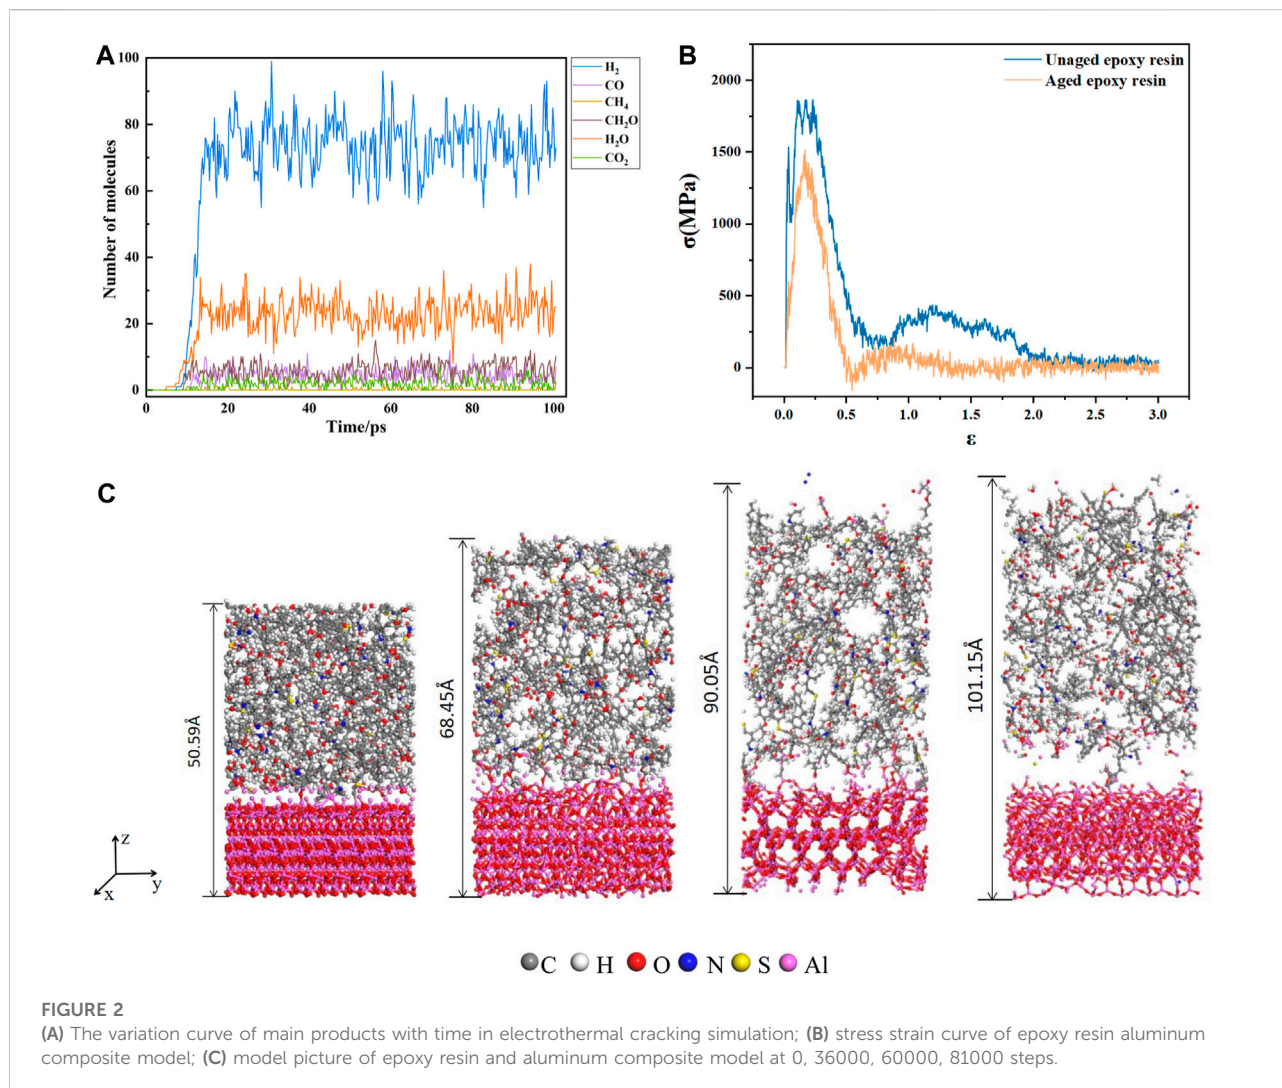 A
Number of molecules
100
80
60
40
20
0
0 20 40 60 80 100
Time/ps
H₂
CO
CH₄
CH₂O
H₂O
CO₂
B
σ(MPa)
2000
1500
1000
500
0
0.0 0.5 1.0 1.5 2.0 2.5 3.0
ε
Unaged epoxy resin
Aged epoxy resin
C
50.59Å
68.45Å
90.05Å
101.15Å
z
y
x
C H O N S Al
FIGURE 2
(A) The variation curve of main products with time in electrothermal cracking simulation; (B) stress strain curve of epoxy resin aluminum
composite model; (C) model picture of epoxy resin and aluminum composite model at 0, 36000, 60000, 81000 steps.